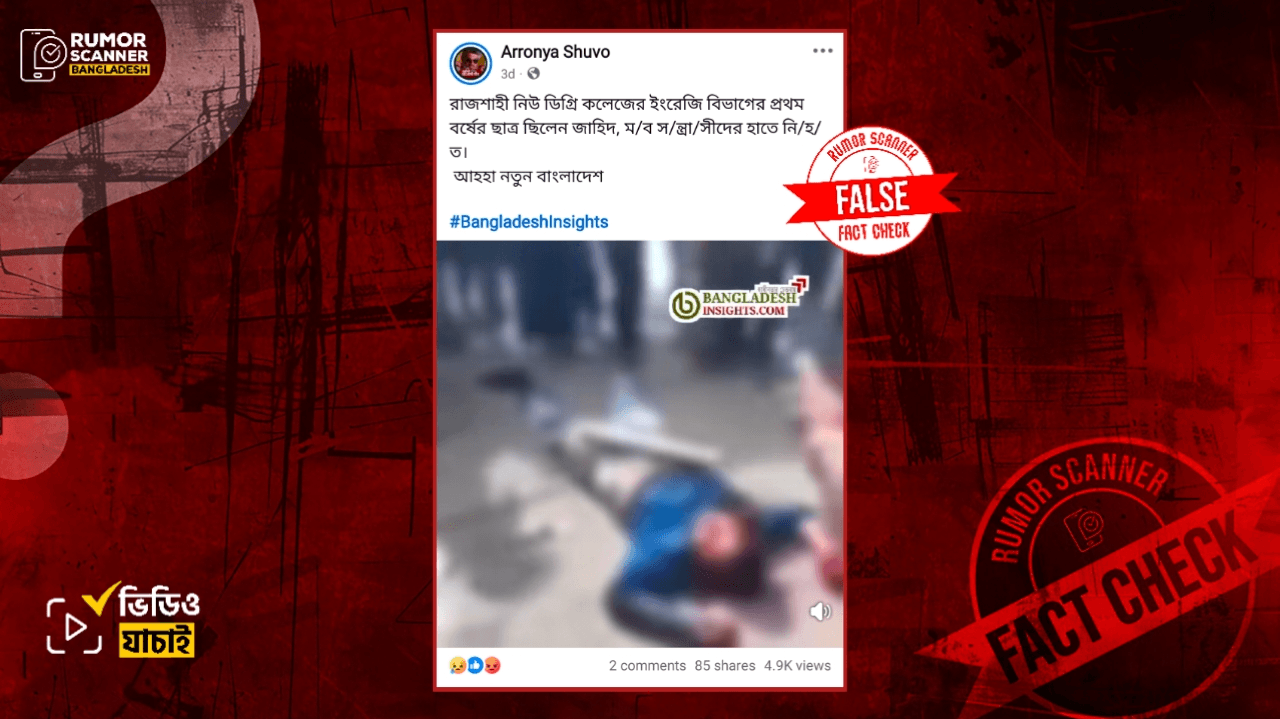 RUMOR
SCANNER
BANGLADESH
Arronya Shuvo
3d
রাজশাহী নিউ ডিগ্রি কলেজের ইংরেজি বিভাগের প্রথম
বর্ষের ছাত্র ছিলেন জাহিদ, ম/ব স/ন্ত্রা/সীদের হাতে নি/হ/
ত।
আহহা নতুন বাংলাদেশ
#BangladeshInsights
RUMOR SCANNER
FALSE
FACT CHECK
BANGLADESH
INSIGHTS.COM
ভিডিও
যাচাই
2 comments 85 shares 4.9K views
RUMOR SCANNER
FACT CHECK